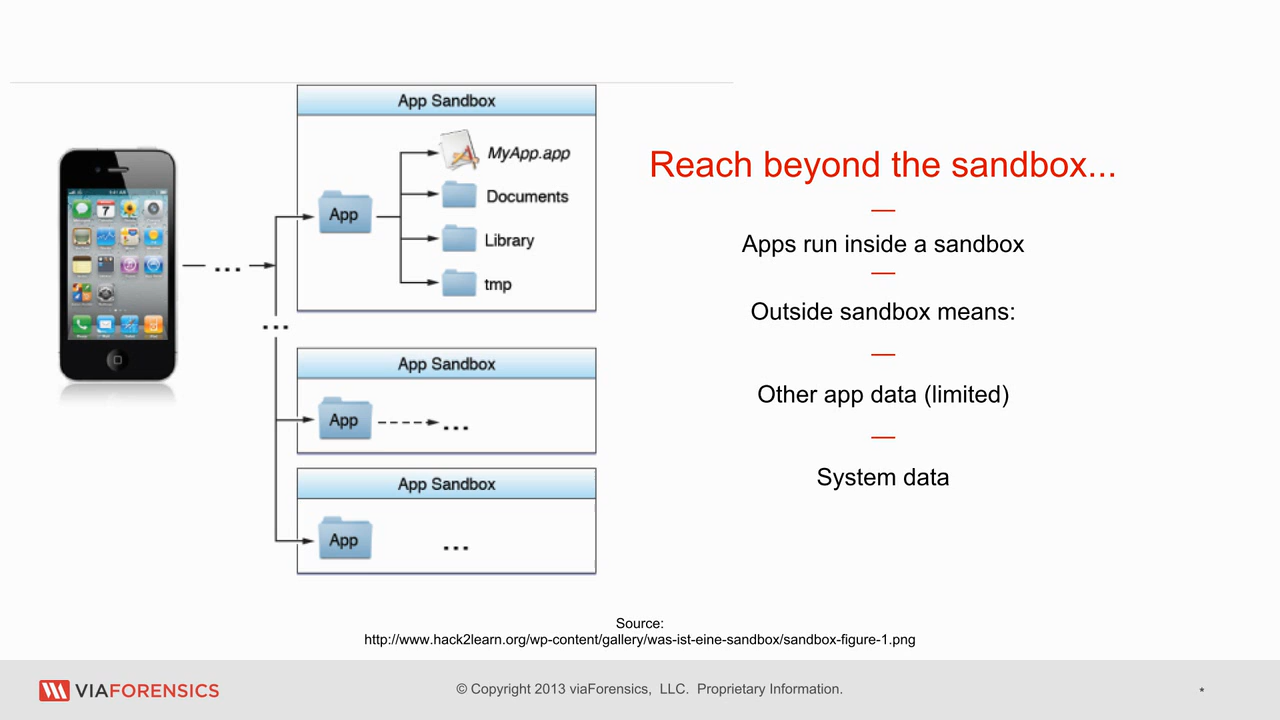 App Sandbox
MyApp.app
App
Documents
Library
tmp
...
...
App Sandbox
App
...
App Sandbox
App
...
Reach beyond the sandbox...
Apps run inside a sandbox
Outside sandbox means:
Other app data (limited)
System data
Source:
http://www.hack2learn.org/wp-content/gallery/was-ist-eine-sandbox/sandbox-figure-1.png
VIAFORENSICS
© Copyright 2013 viaForensics, LLC. Proprietary Information.
*